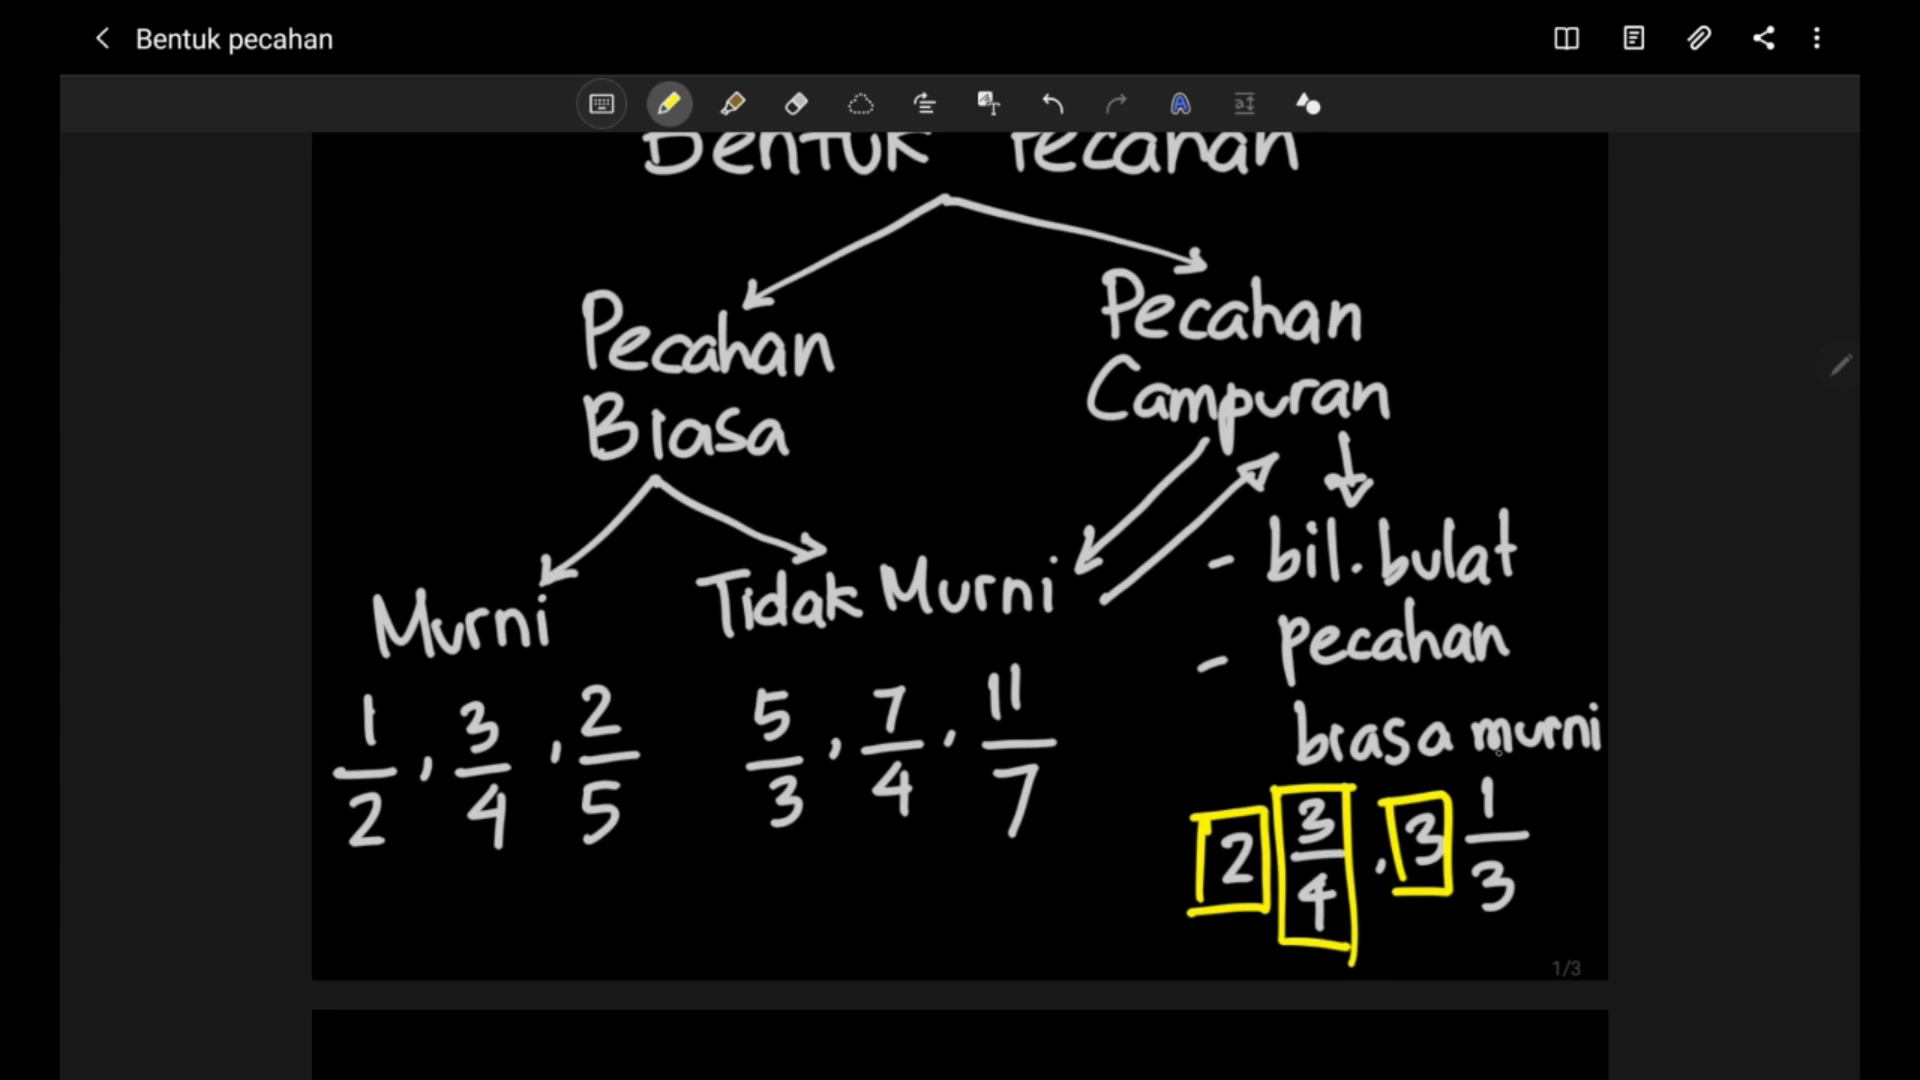 Bentuk pecahan
Bentuk Pecahan
Pecahan
Biasa
Pecahan
Campuran
Murni
Tidak Murni
- bil. bulat
- pecahan
biasa murni
1/2, 3/4, 2/5
5/3, 7/4, 11/7
2 3/4, 3 1/3
1/3